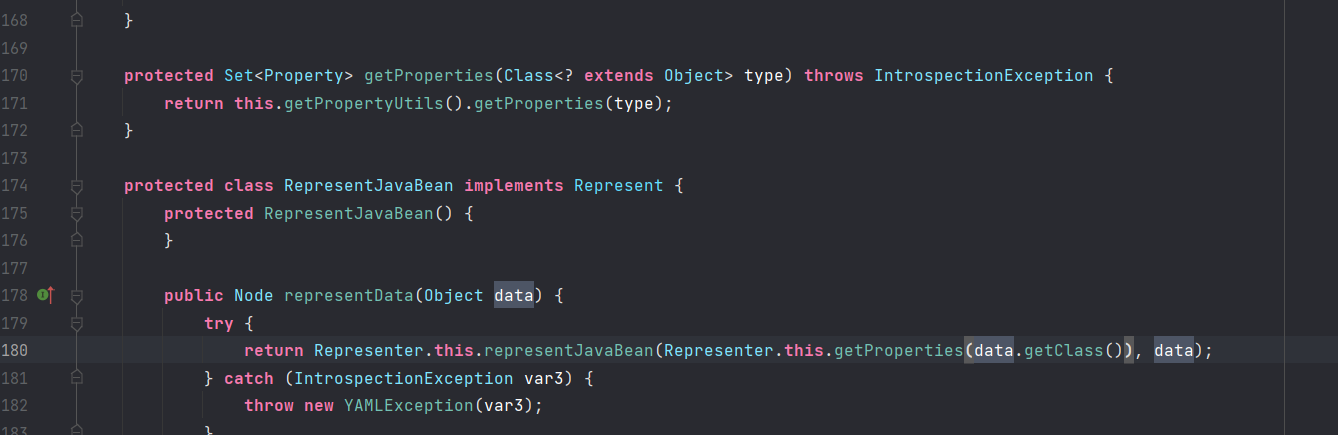 168 }
169
170 protected Set<Property> getProperties(Class<? extends Object> type) throws IntrospectionException {
171 return this.getPropertyUtils().getProperties(type);
172 }
173
174 protected class RepresentJavaBean implements Represent {
175 protected RepresentJavaBean() {
176 }
177
178 public Node representData(Object data) {
179 try {
180 return Representer.this.representJavaBean(Representer.this.getProperties(data.getClass()), data);
181 } catch (IntrospectionException var3) {
182 throw new YAMLException(var3);
183 }